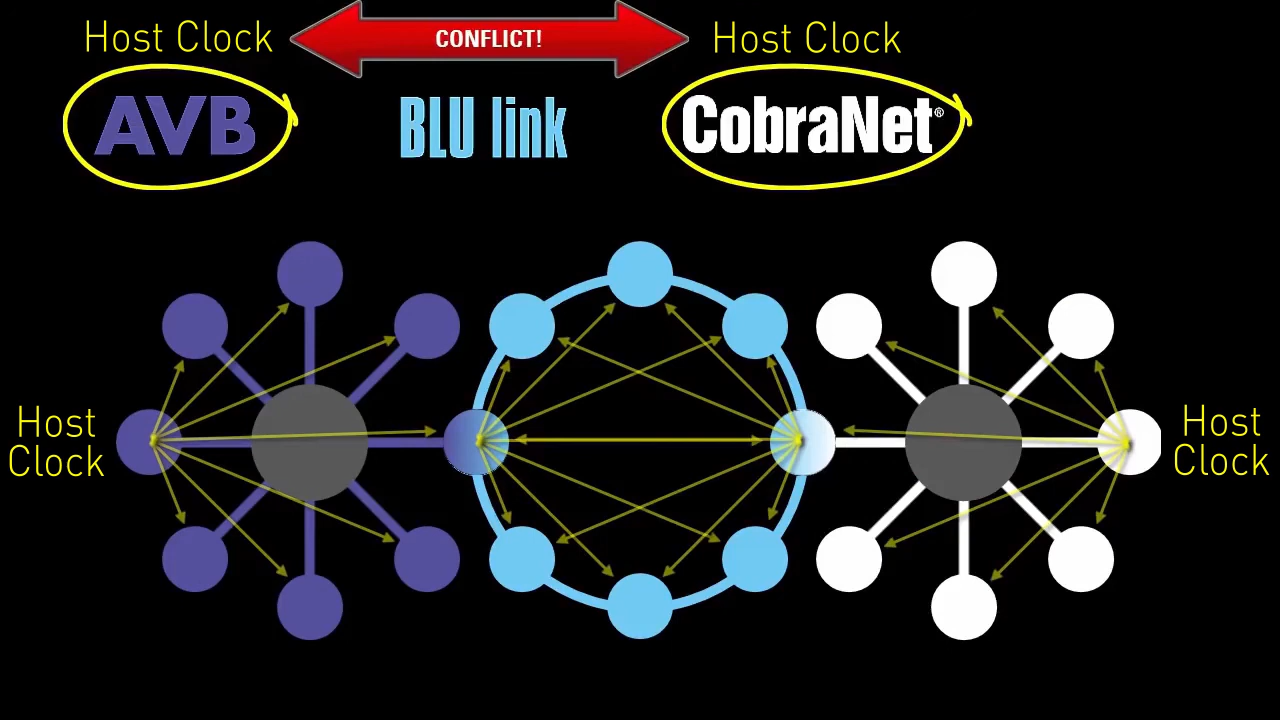 Host Clock
CONFLICT!
Host Clock
AVB
BLU link
CobraNet®
Host
Clock
Host
Clock